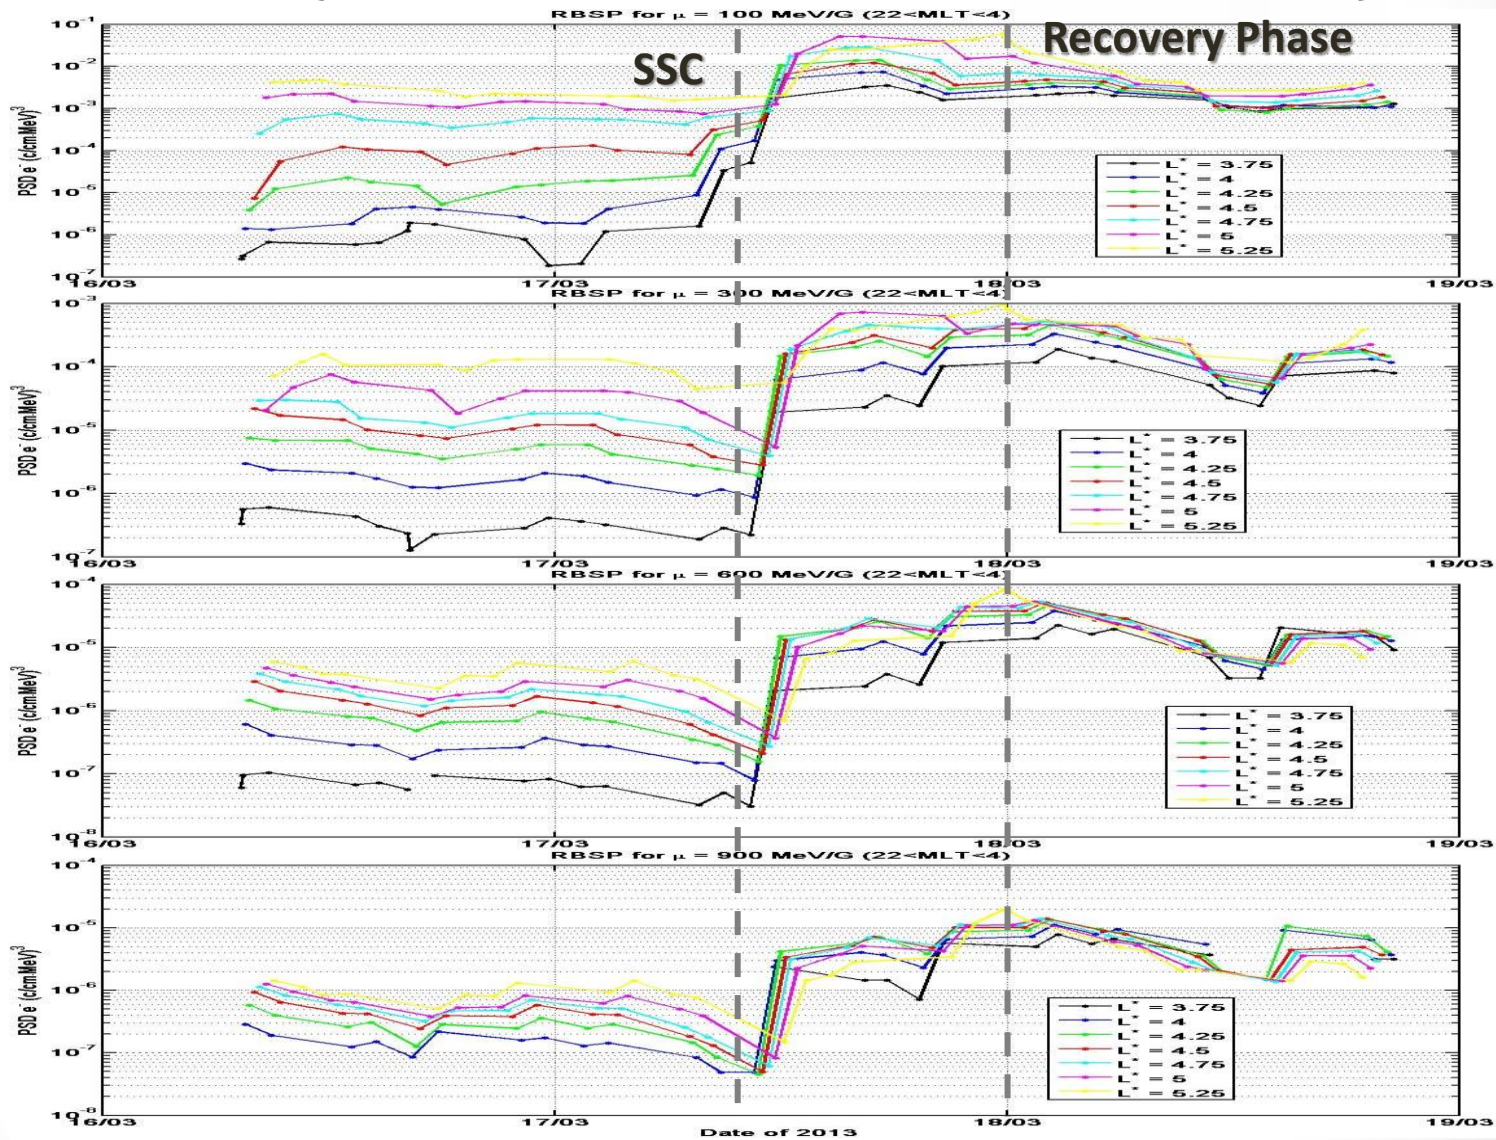 RBSP for μ = 100 MeV/G (22<MLT<4)
SSC
Recovery Phase
PSD e⁻ (c/cm.MeV)³
10⁻¹
10⁻²
10⁻³
10⁻⁴
10⁻⁵
10⁻⁶
10⁻⁷
L* = 3.75
L* = 4
L* = 4.25
L* = 4.5
L* = 4.75
L* = 5
L* = 5.25
16/03 17/03 18/03 19/03
RBSP for μ = 300 MeV/G (22<MLT<4)
PSD e⁻ (c/cm.MeV)³
10⁻³
10⁻⁴
10⁻⁵
10⁻⁶
10⁻⁷
L* = 3.75
L* = 4
L* = 4.25
L* = 4.5
L* = 4.75
L* = 5
L* = 5.25
16/03 17/03 18/03 19/03
RBSP for μ = 600 MeV/G (22<MLT<4)
PSD e⁻ (c/cm.MeV)³
10⁻⁴
10⁻⁵
10⁻⁶
10⁻⁷
10⁻⁸
L* = 3.75
L* = 4
L* = 4.25
L* = 4.5
L* = 4.75
L* = 5
L* = 5.25
16/03 17/03 18/03 19/03
RBSP for μ = 900 MeV/G (22<MLT<4)
PSD e⁻ (c/cm.MeV)³
10⁻⁴
10⁻⁵
10⁻⁶
10⁻⁷
10⁻⁸
L* = 3.75
L* = 4
L* = 4.25
L* = 4.5
L* = 4.75
L* = 5
L* = 5.25
16/03 17/03 18/03 19/03
Date of 2013